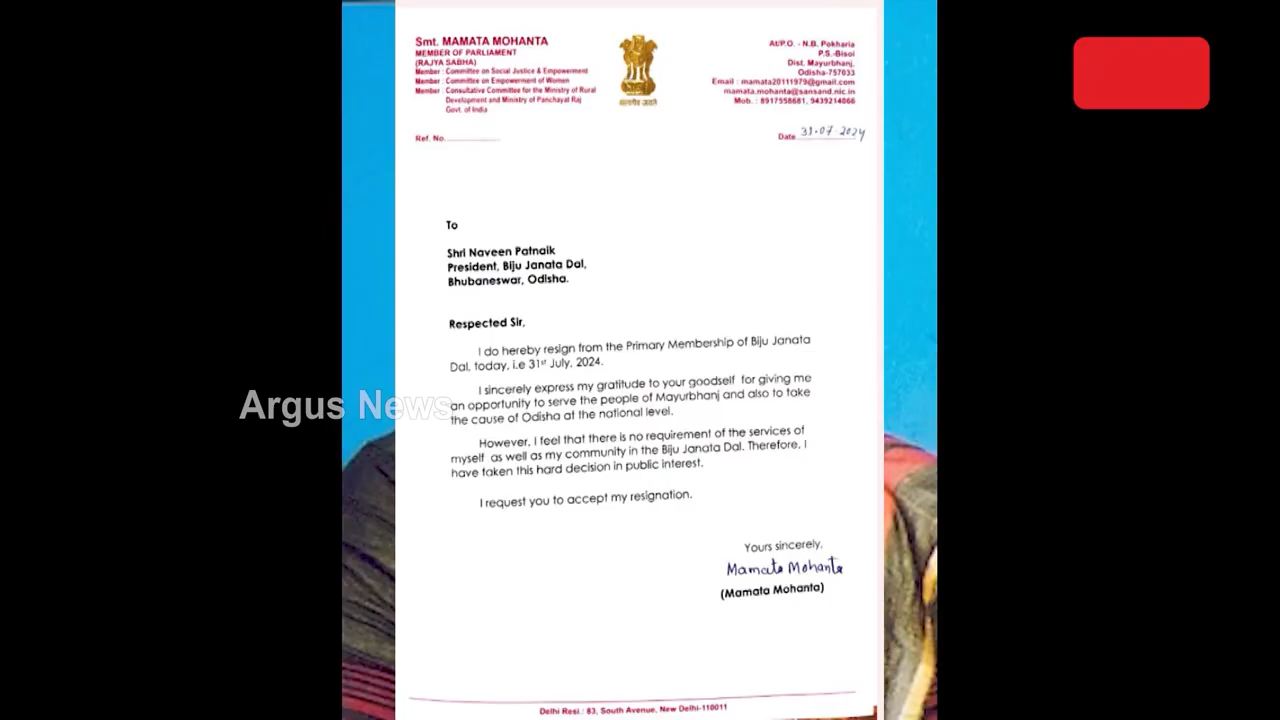 Smt. MAMATA MOHANTA
MEMBER OF PARLIAMENT
(RAJYA SABHA)
Member : Committee on Social Justice & Empowerment
Member : Committee on Empowerment of Women
Member : Consultative Committee for the Ministry of Rural
Development and Ministry of Panchayat Raj
Govt. of India
सत्यमेव जयते
At/P.O. - N.B. Pokharia
P.S.-Bisoi
Dist. Mayurbhanj,
Odisha-757033
Email : mamata20111979@gmail.com
mamata.mohanta@sansand.nic.in
Mob. : 8917558681, 9439214066
Ref. No.
Date 31-07-2024
To
Shri Naveen Patnaik
President, Biju Janata Dal,
Bhubaneswar, Odisha.
Respected Sir,
I do hereby resign from the Primary Membership of Biju Janata
Dal, today, i.e 31st July, 2024.
I sincerely express my gratitude to your goodself for giving me
an opportunity to serve the people of Mayurbhanj and also to take
the cause of Odisha at the national level.
However, I feel that there is no requirement of the services of
myself as well as my community in the Biju Janata Dal. Therefore, I
have taken this hard decision in public interest.
I request you to accept my resignation.
Yours sincerely,
Mamata Mohanta
(Mamata Mohanta)
Delhi Resi.: 83, South Avenue, New Delhi-110011
Argus News